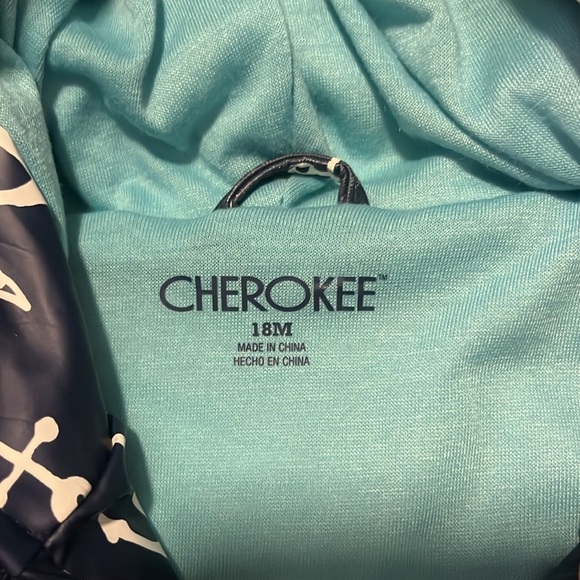 CHEROKEE™
18M
MADE IN CHINA
HECHO EN CHINA